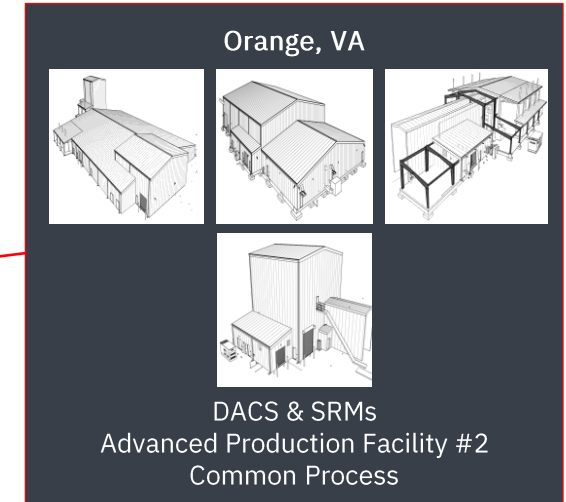 Orange, VA
DACS & SRMs
Advanced Production Facility #2
Common Process